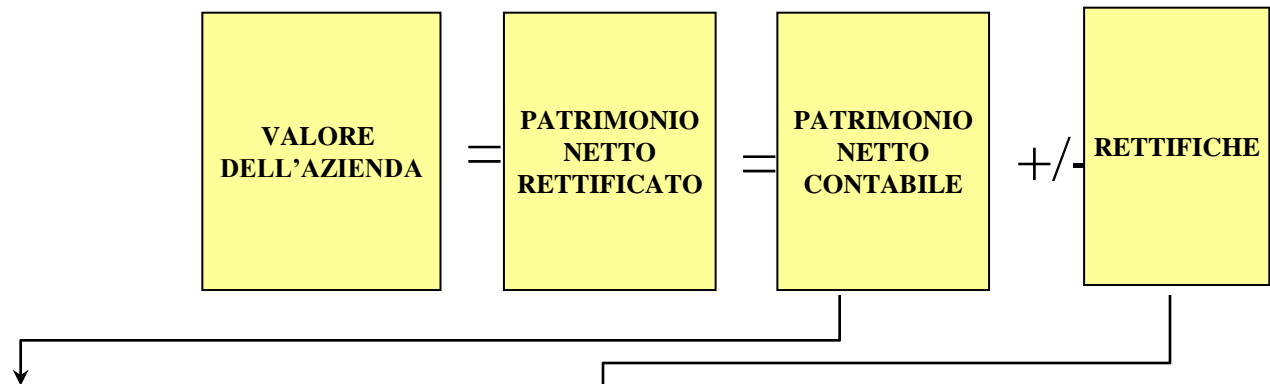 VALORE
DELL’AZIENDA
=
PATRIMONIO
NETTO
RETTIFICATO
=
PATRIMONIO
NETTO
CONTABILE
+/-
RETTIFICHE